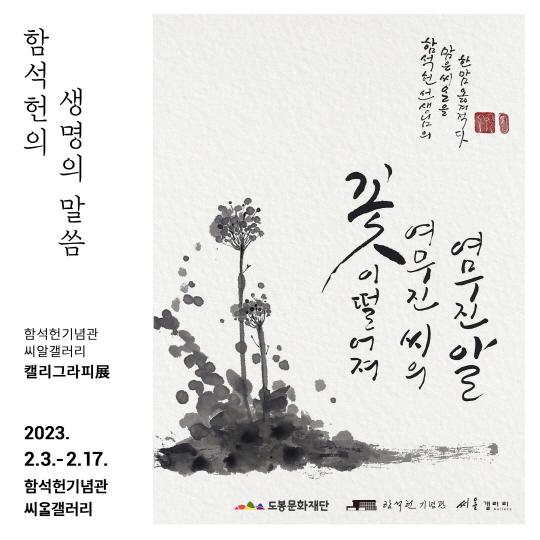 함석헌의
생명의 말씀
함석헌기념관
씨알갤러리
캘리그라피展
2023.
2.3.-2.17.
함석헌기념관
씨올갤러리
꽃
이 떨어져
여무진 씨의
여무진 알
함석헌 선생님의
맘은 씨알을
한 맘 옮겨적다
도봉문화재단
함석헌 기념관
씨올 갤러리